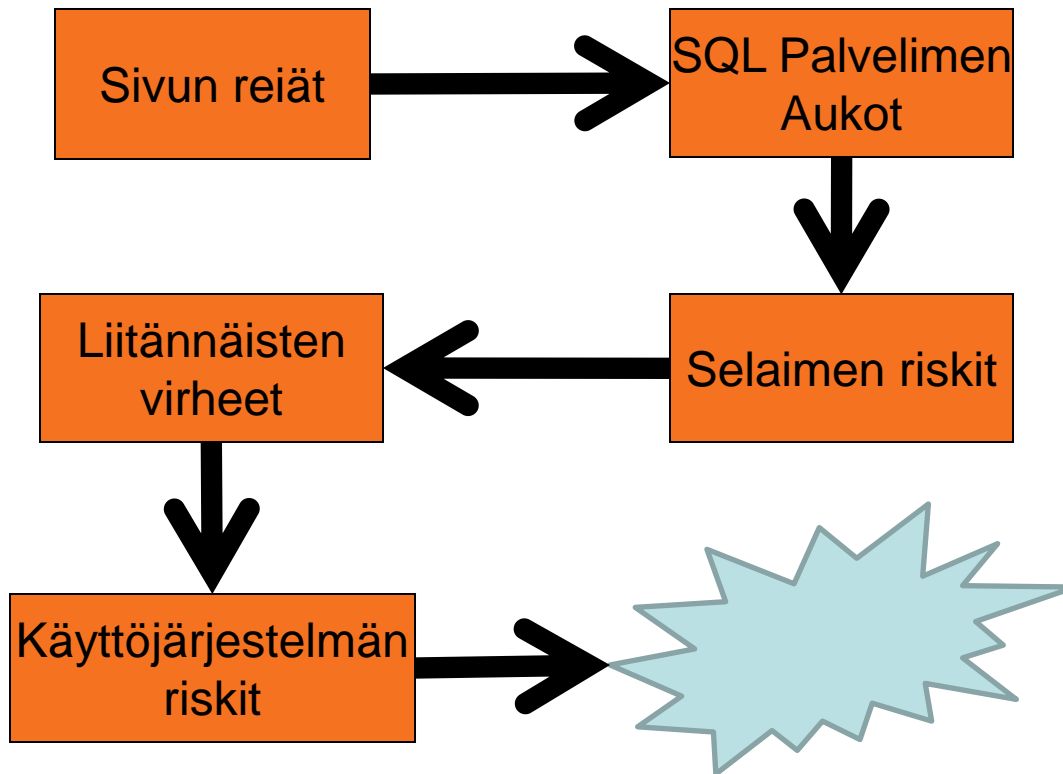 Sivun reiät
SQL Palvelimen
Aukot
Selaimen riskit
Liitännäisten
virheet
Käyttöjärjestelmän
riskit